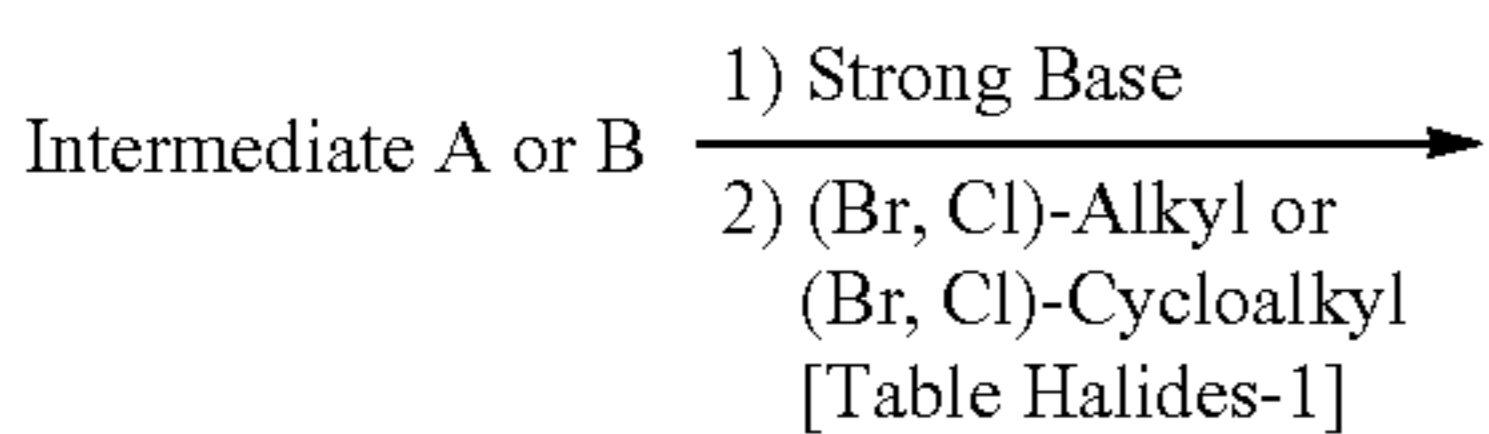 Intermediate A or B
1) Strong Base
2) (Br, Cl)-Alkyl or
(Br, Cl)-Cycloalkyl
[Table Halides-1]